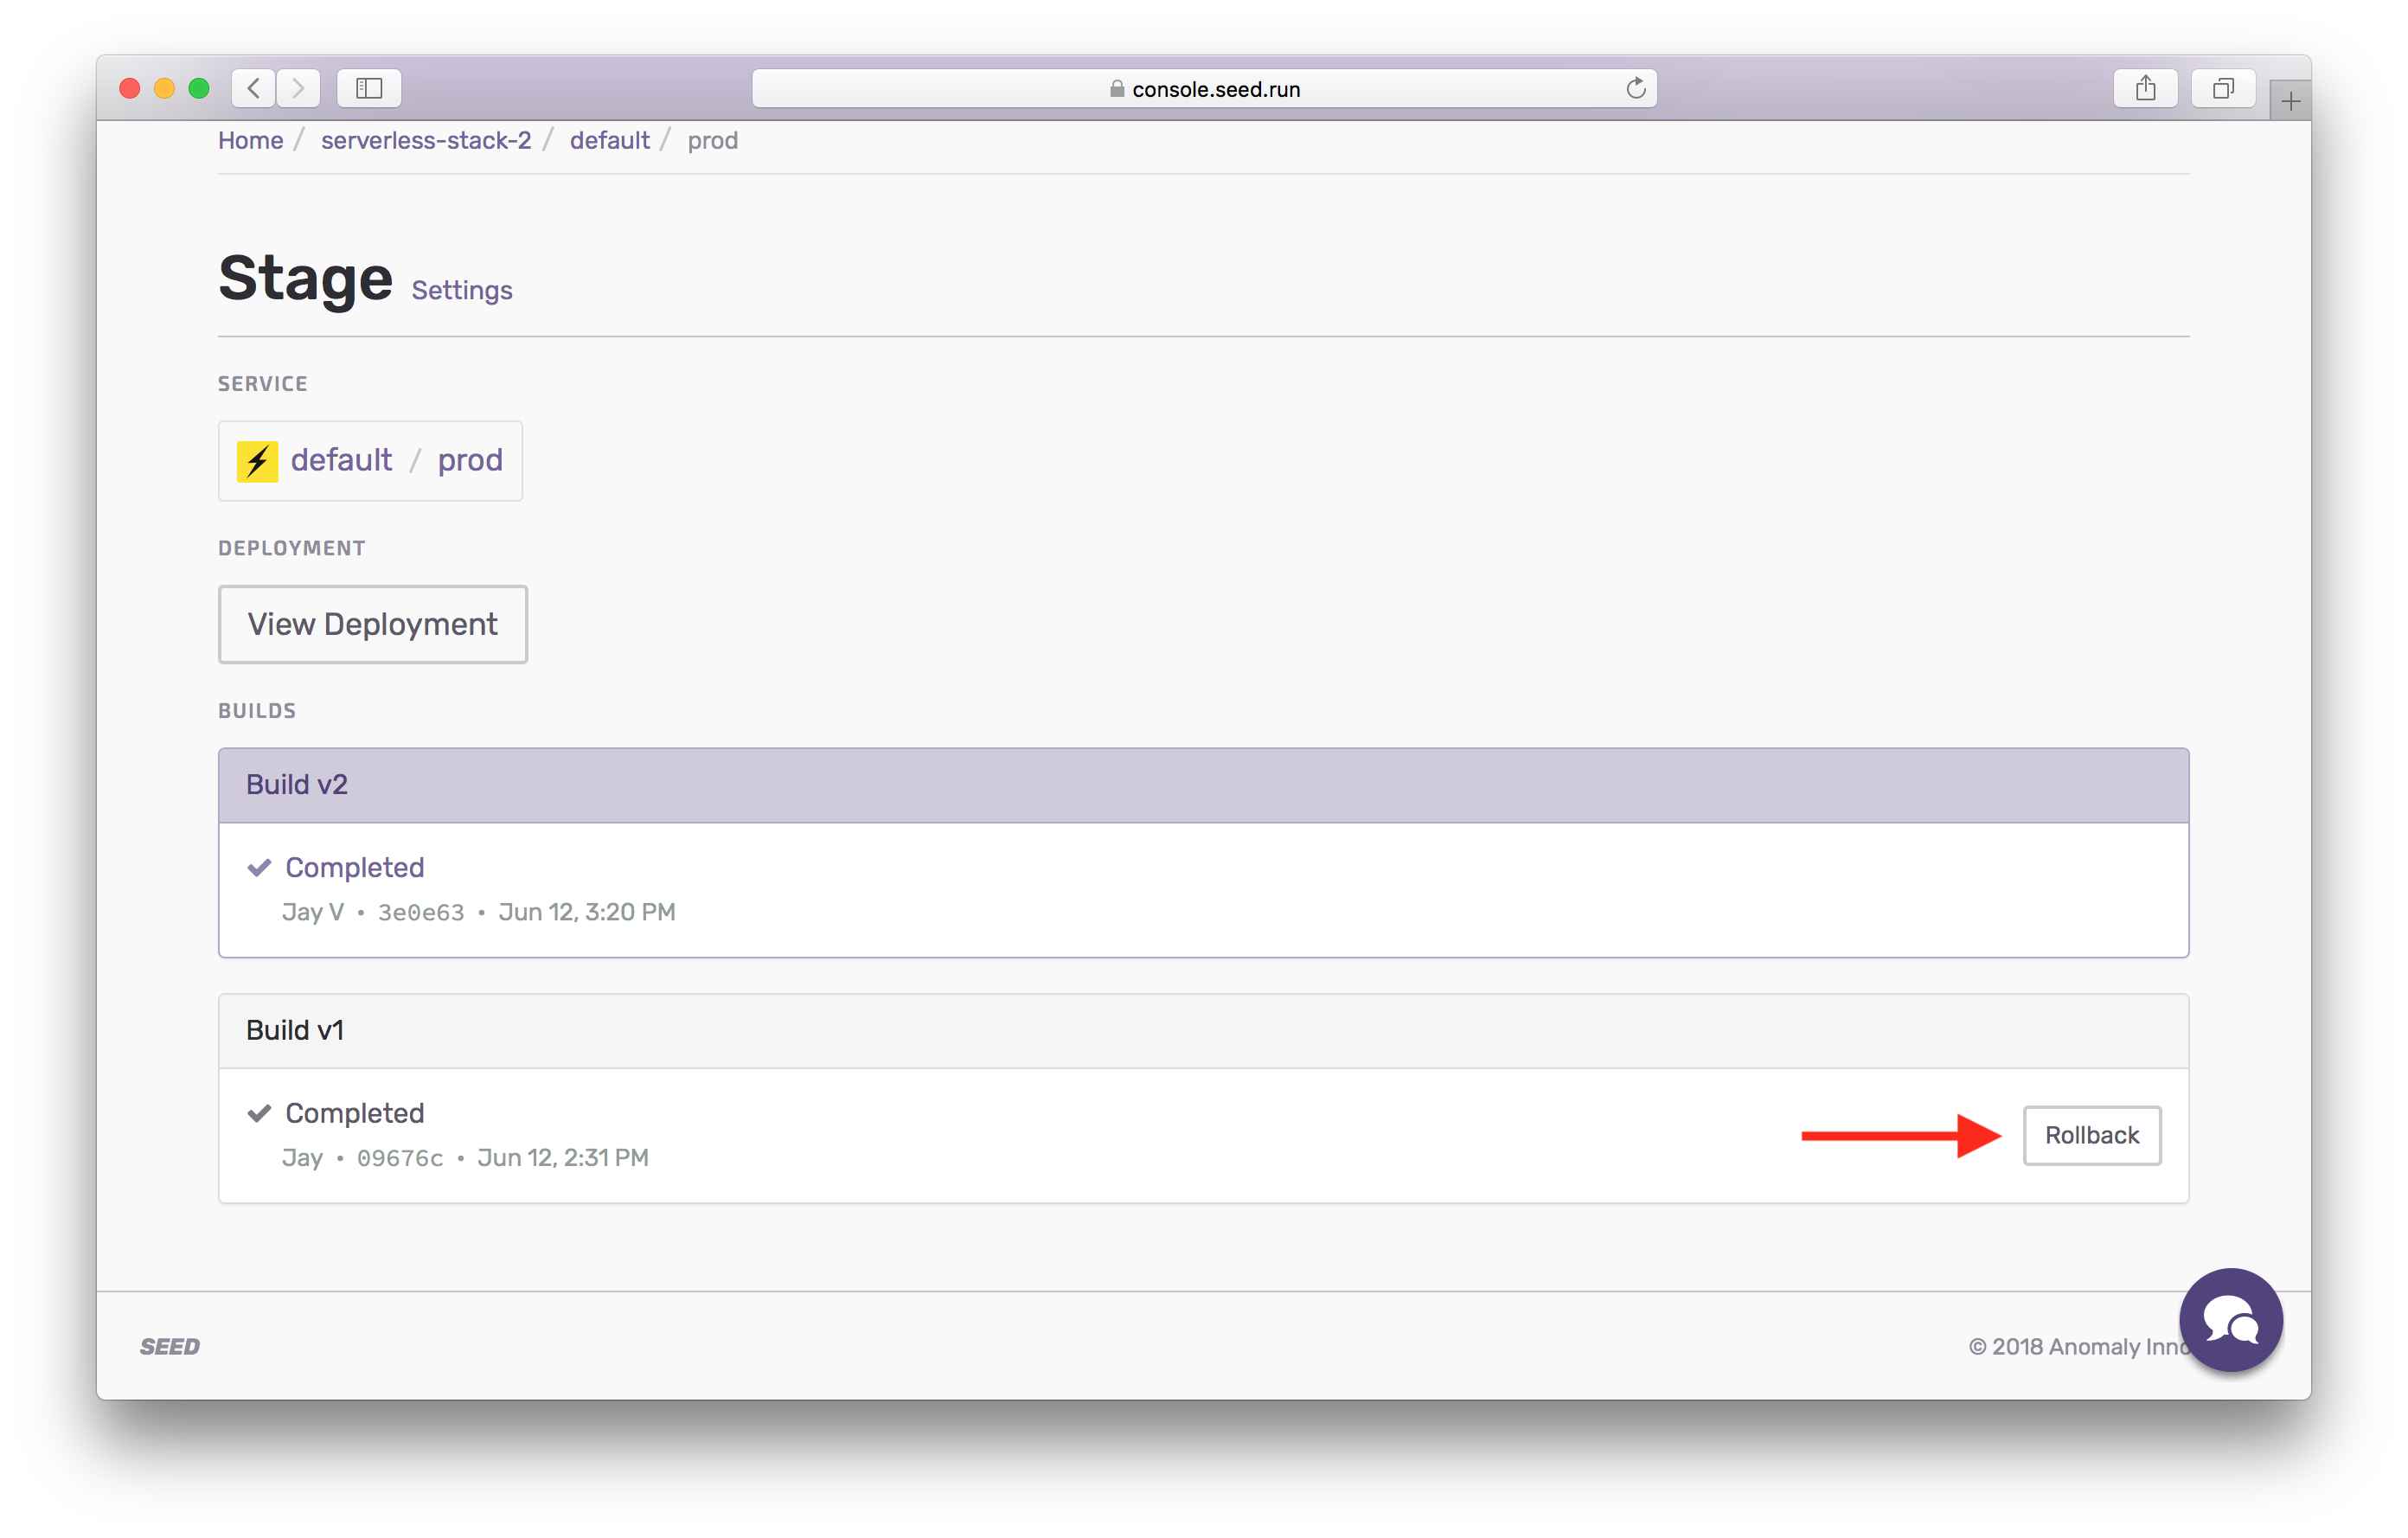 console.seed.run
Home / serverless-stack-2 / default / prod
Stage Settings
SERVICE
default / prod
DEPLOYMENT
View Deployment
BUILDS
Build v2
Completed
Jay V • 3e0e63 • Jun 12, 3:20 PM
Build v1
Completed
Jay • 09676c • Jun 12, 2:31 PM
Rollback
SEED
© 2018 Anomaly